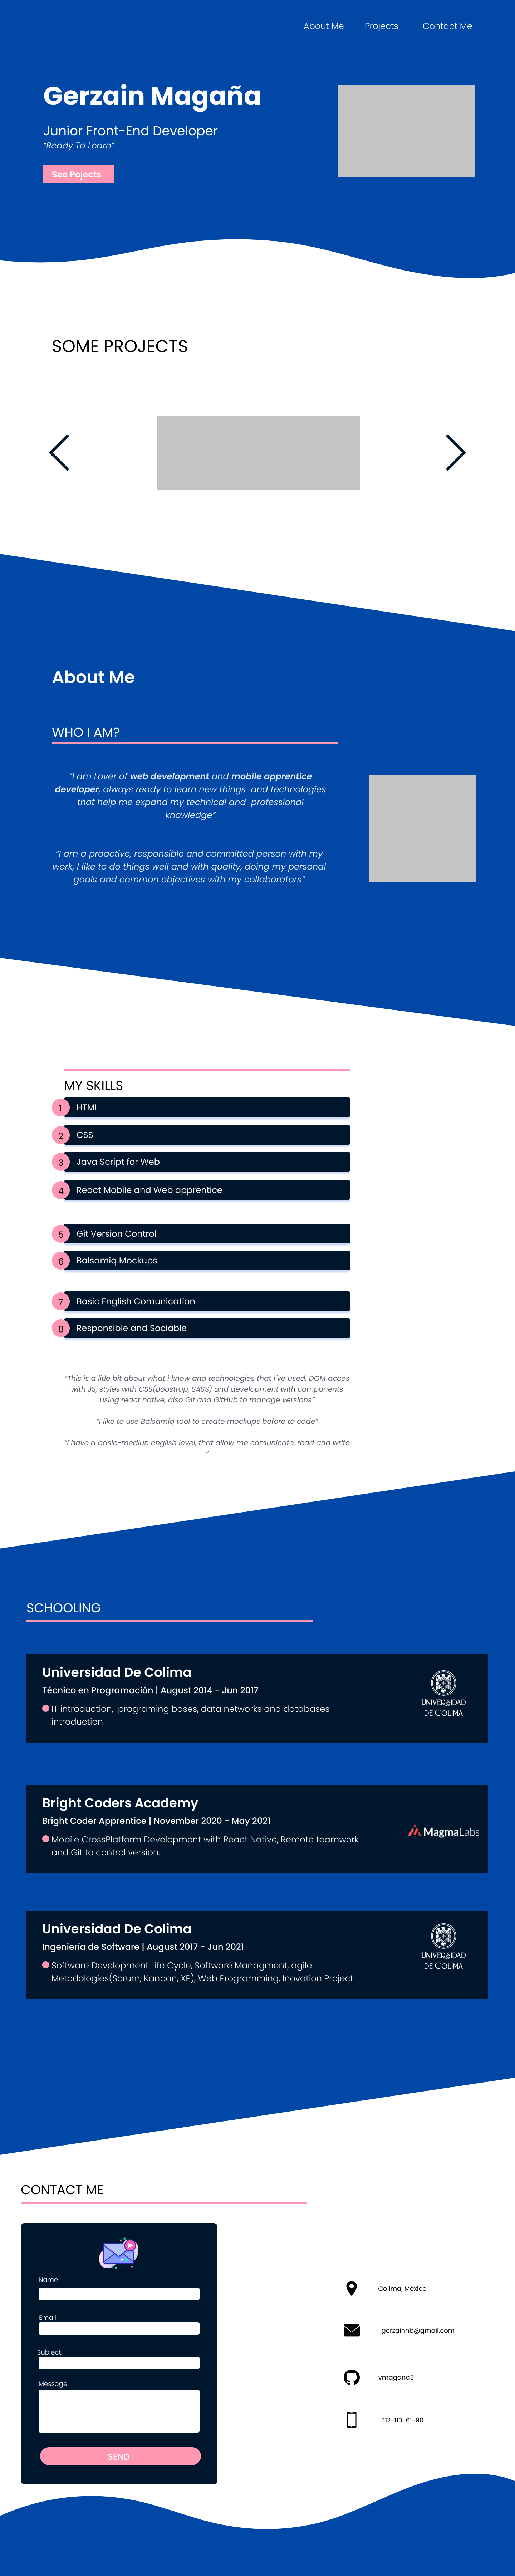 About Me Projects Contact Me
Gerzain Magaña
Junior Front-End Developer
“Ready To Learn”
See Pojects
SOME PROJECTS
About Me
WHO I AM?
“I am Lover of web development and mobile apprentice
developer, always ready to learn new things and technologies
that help me expand my technical and professional
knowledge”
“I am a proactive, responsible and committed person with my
work, I like to do things well and with quality, doing my personal
goals and common objectives with my collaborators”
MY SKILLS
1 HTML
2 CSS
3 Java Script for Web
4 React Mobile and Web apprentice
5 Git Version Control
6 Balsamiq Mockups
7 Basic English Comunication
8 Responsible and Sociable
“This is a litle bit about what i know and technologies that i´ve used. DOM acces
with JS, styles with CSS(Boostrap, SASS) and development with components
using react native, also Git and GitHub to manage versions”
“I like to use Balsamiq tool to create mockups before to code”
“I have a basic-mediun english level, that allow me comunicate, read and write
”
SCHOOLING
Universidad De Colima
Técnico en Programación | August 2014 - Jun 2017
IT introduction, programing bases, data networks and databases
introduction
UNIVERSIDAD
DE COLIMA
Bright Coders Academy
Bright Coder Apprentice | November 2020 - May 2021
Mobile CrossPlatform Development with React Native, Remote teamwork
and Git to control version.
MagmaLabs
Universidad De Colima
Ingeniería de Software | August 2017 - Jun 2021
Software Development Life Cycle, Software Managment, agile
Metodologies(Scrum, Kanban, XP), Web Programming, Inovation Project.
UNIVERSIDAD
DE COLIMA
CONTACT ME
Name
Email
Subject
Message
SEND
Colima, México
gerzainnb@gmail.com
vmagana3
312-113-61-90